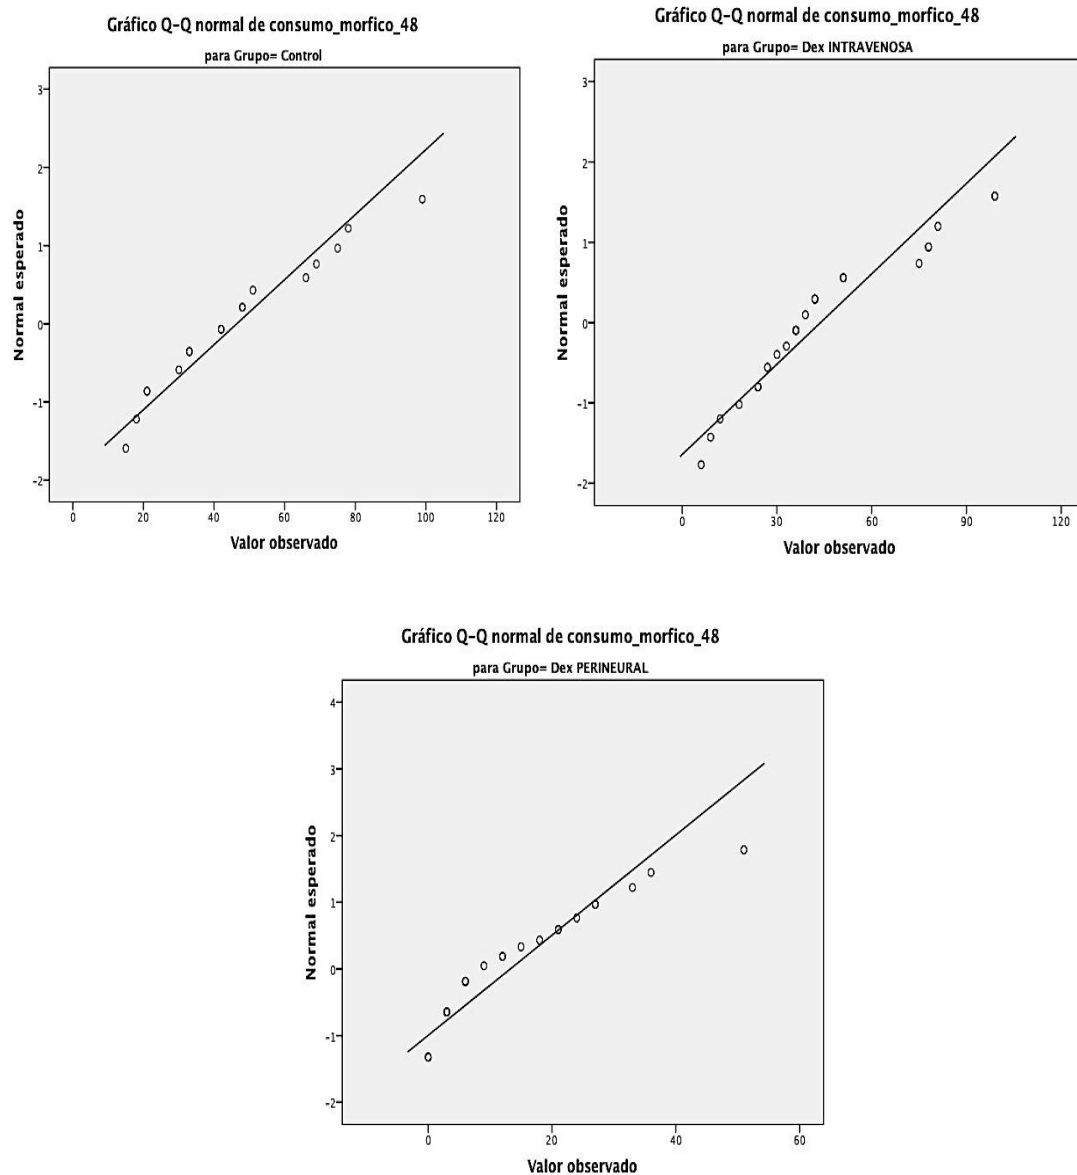 Gráfico Q-Q normal de consumo_morfico_48
para Grupo= Control
3
2
1
0
-1
-2
Normal esperado
0 20 40 60 80 100 120
Valor observado
Gráfico Q-Q normal de consumo_morfico_48
para Grupo= Dex INTRAVENOSA
3
2
1
0
-1
-2
Normal esperado
0 30 60 90 120
Valor observado
Gráfico Q-Q normal de consumo_morfico_48
para Grupo= Dex PERINEURAL
4
3
2
1
0
-1
-2
Normal esperado
0 20 40 60
Valor observado